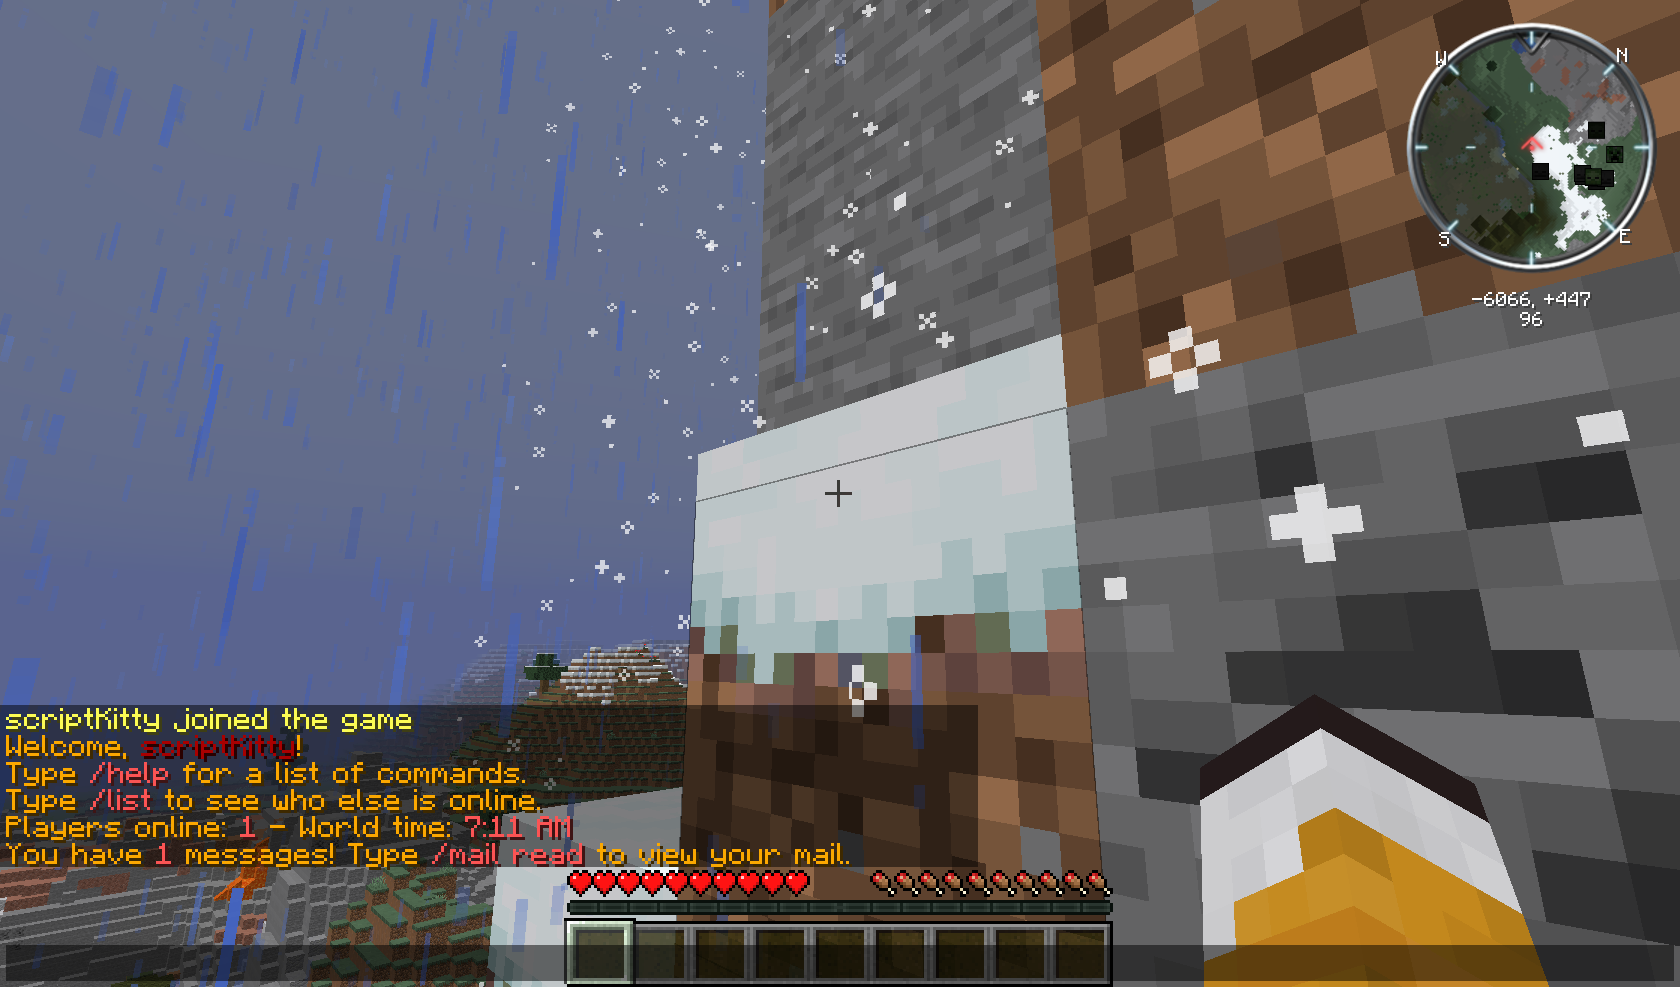 W N
S E
-6066, +447
96
scriptKitty joined the game
Welcome, scriptKitty!
Type /help for a list of commands.
Type /list to see who else is online.
Players online: 1 - World time: 7:11 AM
You have 1 messages! Type /mail read to view your mail.